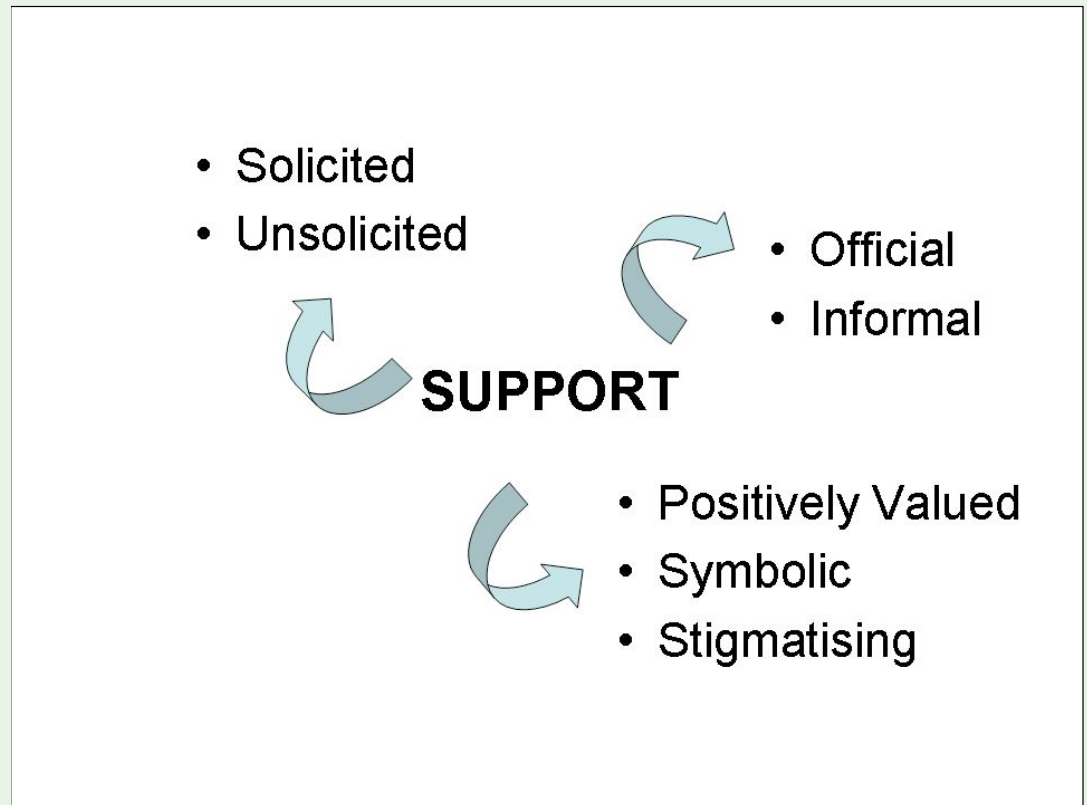 • Solicited
• Unsolicited
• Official
• Informal
SUPPORT
• Positively Valued
• Symbolic
• Stigmatising